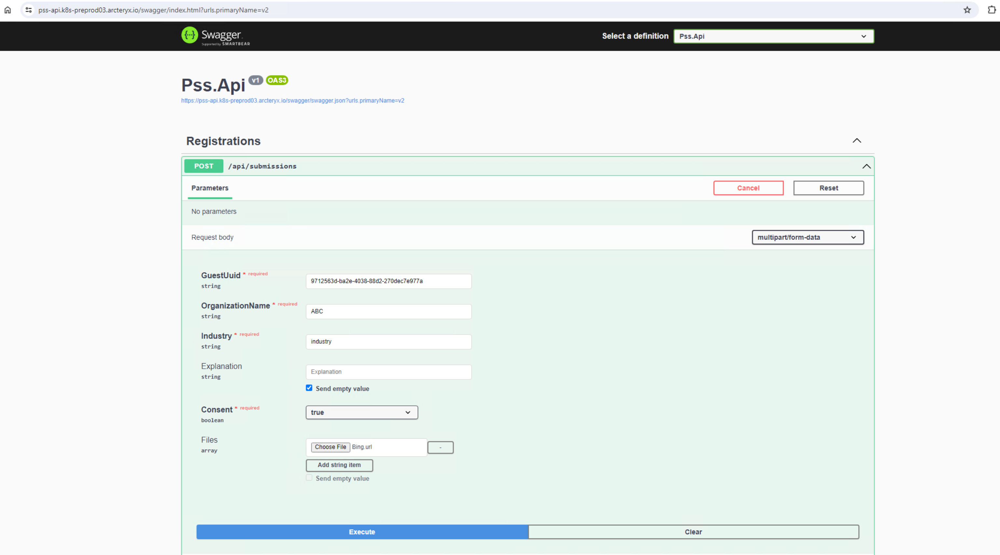 pss-api.k8s-preprod03.arcteryx.io/swagger/index.html?urls.primaryName=v2
Swagger
Supported by SMARTBEAR
Select a definition
Pss.Api
Pss.Api v1 OAS3
https://pss-api.k8s-preprod03.arcteryx.io/swagger/swagger.json?urls.primaryName=v2
Registrations
POST /api/submissions
Parameters
Cancel
Reset
No parameters
Request body
multipart/form-data
GuestUuid * required
string
9712563d-ba2e-4038-88d2-270dec7e977a
OrganizationName * required
string
ABC
Industry * required
string
industry
Explanation
string
Explanation
Send empty value
Consent * required
boolean
true
Files
array
Choose File Bing.url
-
Add string item
Send empty value
Execute
Clear